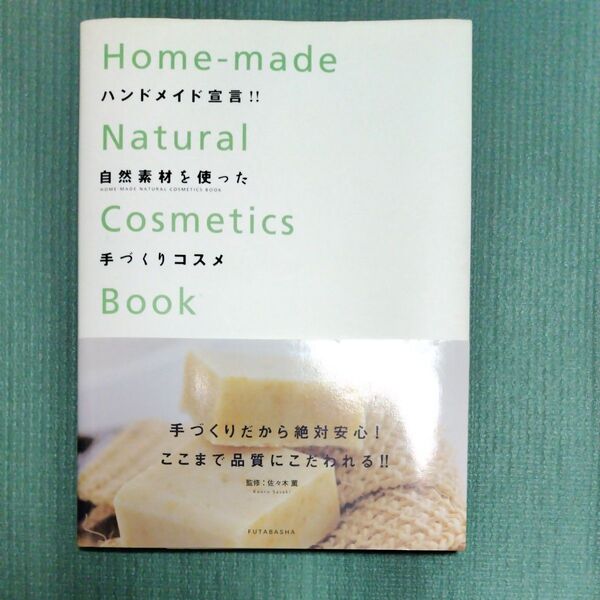 Home-made
ハンドメイド宣言!!
Natural
自然素材を使った
HOME-MADE NATURAL COSMETICS BOOK
Cosmetics
手づくりコスメ
Book
手づくりだから絶対安心!
ここまで品質にこだわれる!!
監修:佐々木 薫
Kaoru Sasaki
FUTABASHA